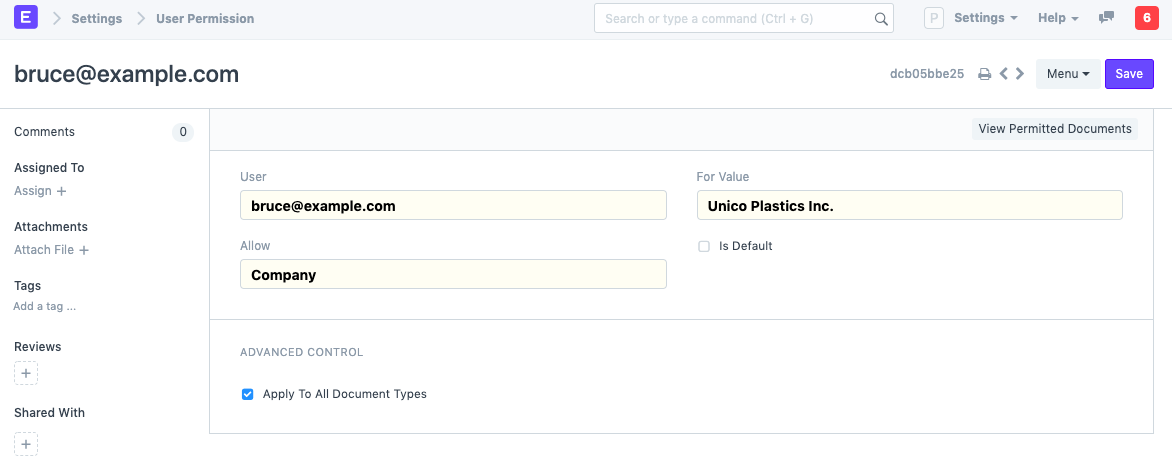 E Settings User Permission Search or type a command (Ctrl + G) P Settings Help 6
bruce@example.com dcb05bbe25 Menu Save
Comments 0
View Permitted Documents
Assigned To
Assign +
Attachments
Attach File +
Tags
Add a tag ...
Reviews
+
Shared With
+
User
bruce@example.com
Allow
Company
For Value
Unico Plastics Inc.
Is Default
ADVANCED CONTROL
Apply To All Document Types